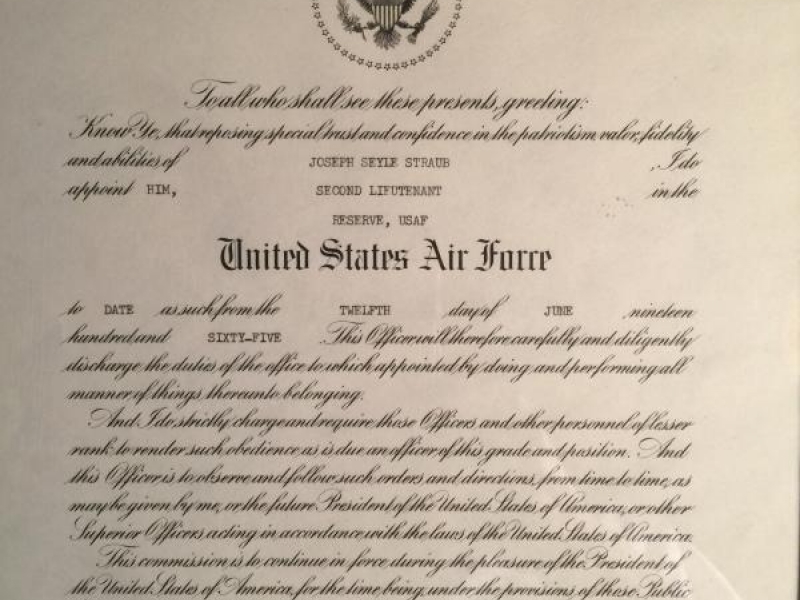 To all who shall see these presents, greeting:
Know Ye, that reposing special trust and confidence in the patriotism, valor, fidelity
and abilities of JOSEPH SEYLE STRAUB , I do
appoint HIM, SECOND LIEUTENANT in the
RESERVE, USAF
United States Air Force
to DATE as such from the TWELFTH day of JUNE nineteen
hundred and SIXTY-FIVE . This Officer will therefore carefully and diligently
discharge the duties of the office to which appointed by doing and performing all
manner of things thereunto belonging.
And I do strictly charge and require those Officers and other personnel of lesser
rank to render such obedience as is due an officer of this grade and position. And
this Officer is to observe and follow such orders and directions, from time to time, as
may be given by me, or the future President of the United States of America, or other
Superior Officers acting in accordance with the laws of the United States of America.
This commission is to continue in force during the pleasure of the President of
the United States of America, for the time being, under the provisions of those Public